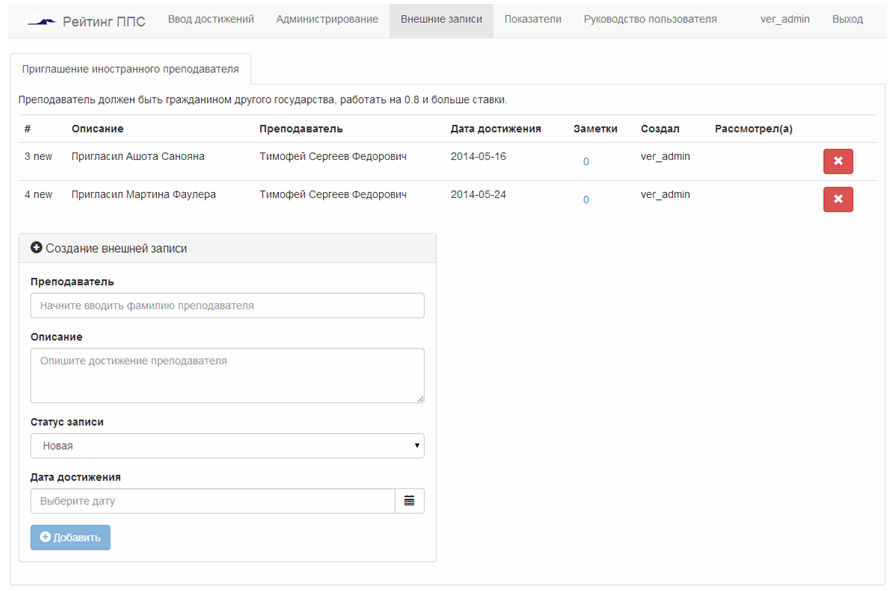 Рейтинг ППС Ввод достижений Администрирование Внешние записи Показатели Руководство пользователя ver_admin Выход
Приглашение иностранного преподавателя
Преподаватель должен быть гражданином другого государства, работать на 0.8 и больше ставки.
# Описание Преподаватель Дата достижения Заметки Создал Рассмотрел(а)
3 new Пригласил Ашота Санояна Тимофей Сергеев Федорович 2014-05-16 0 ver_admin
4 new Пригласил Мартина Фаулера Тимофей Сергеев Федорович 2014-05-24 0 ver_admin
Создание внешней записи
Преподаватель
Начните вводить фамилию преподавателя
Описание
Опишите достижение преподавателя
Статус записи
Новая
Дата достижения
Выберите дату
Добавить